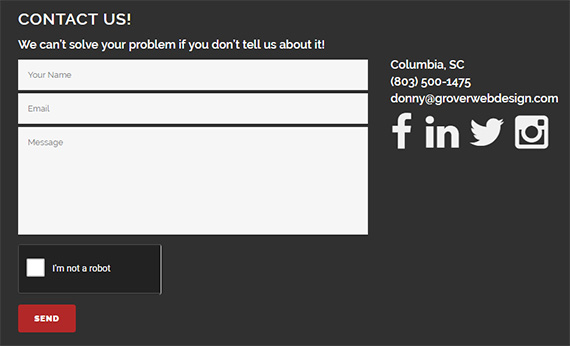 CONTACT US!
We can't solve your problem if you don't tell us about it!
Your Name
Email
Message
I'm not a robot
SEND
Columbia, SC
(803) 500-1475
donny@groverwebdesign.com
f in